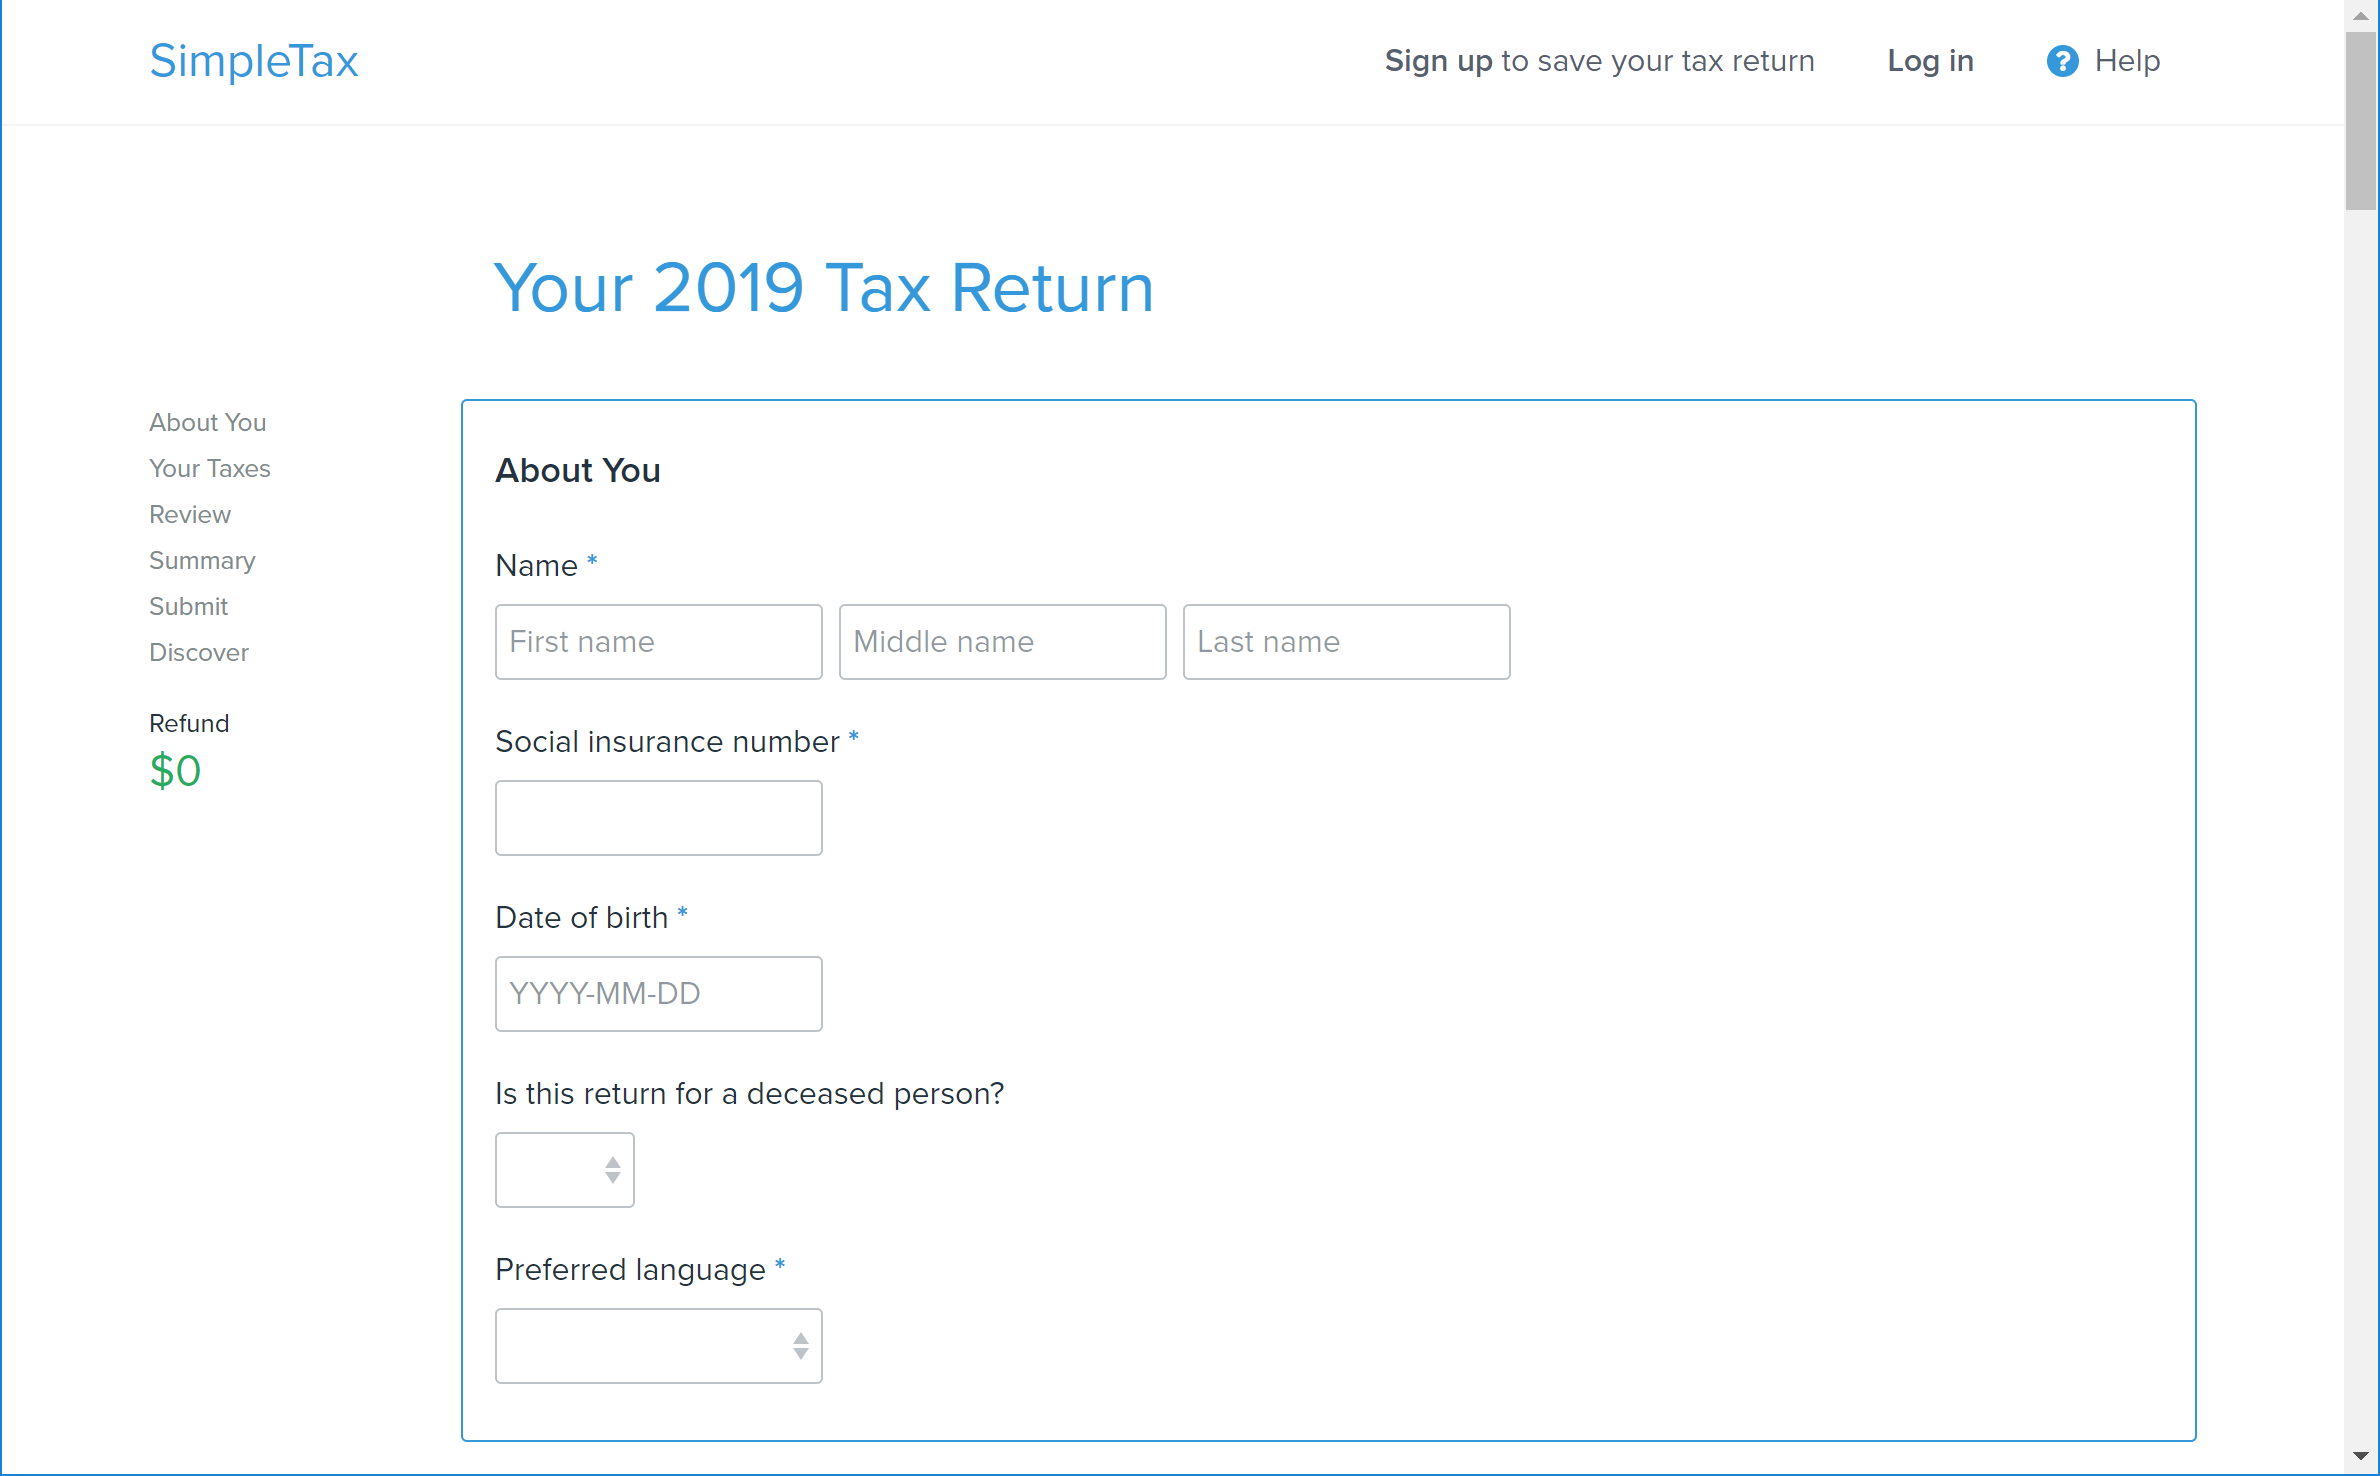 SimpleTax
Sign up to save your tax return
Log in
? Help
Your 2019 Tax Return
About You
Your Taxes
Review
Summary
Submit
Discover
Refund
$0
About You
Name *
First name
Middle name
Last name
Social insurance number *
Date of birth *
YYYY-MM-DD
Is this return for a deceased person?
Preferred language *